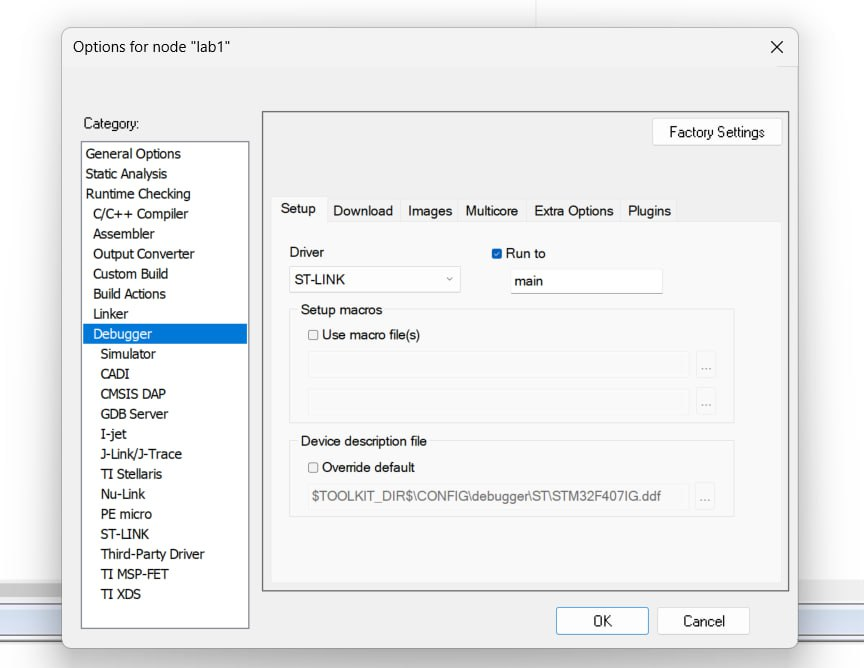 Options for node "lab1"
Category:
General Options
Static Analysis
Runtime Checking
C/C++ Compiler
Assembler
Output Converter
Custom Build
Build Actions
Linker
Debugger
Simulator
CADI
CMSIS DAP
GDB Server
I-jet
J-Link/J-Trace
TI Stellaris
Nu-Link
PE micro
ST-LINK
Third-Party Driver
TI MSP-FET
TI XDS
Factory Settings
Setup Download Images Multicore Extra Options Plugins
Driver
ST-LINK
Run to
main
Setup macros
Use macro file(s)
...
...
Device description file
Override default
$TOOLKIT_DIR$\CONFIG\debugger\ST\STM32F407IG.ddf
...
OK Cancel